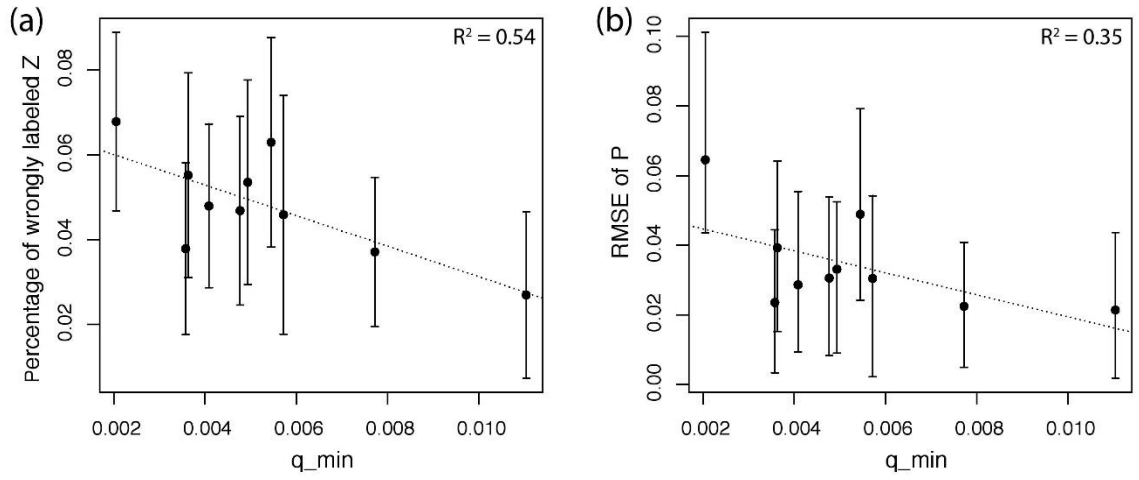 (a)
R² = 0.54
Percentage of wrongly labeled Z
0.08
0.06
0.04
0.02
0.002 0.004 0.006 0.008 0.010
q_min
(b)
R² = 0.35
RMSE of P
0.10
0.08
0.06
0.04
0.02
0.00
0.002 0.004 0.006 0.008 0.010
q_min